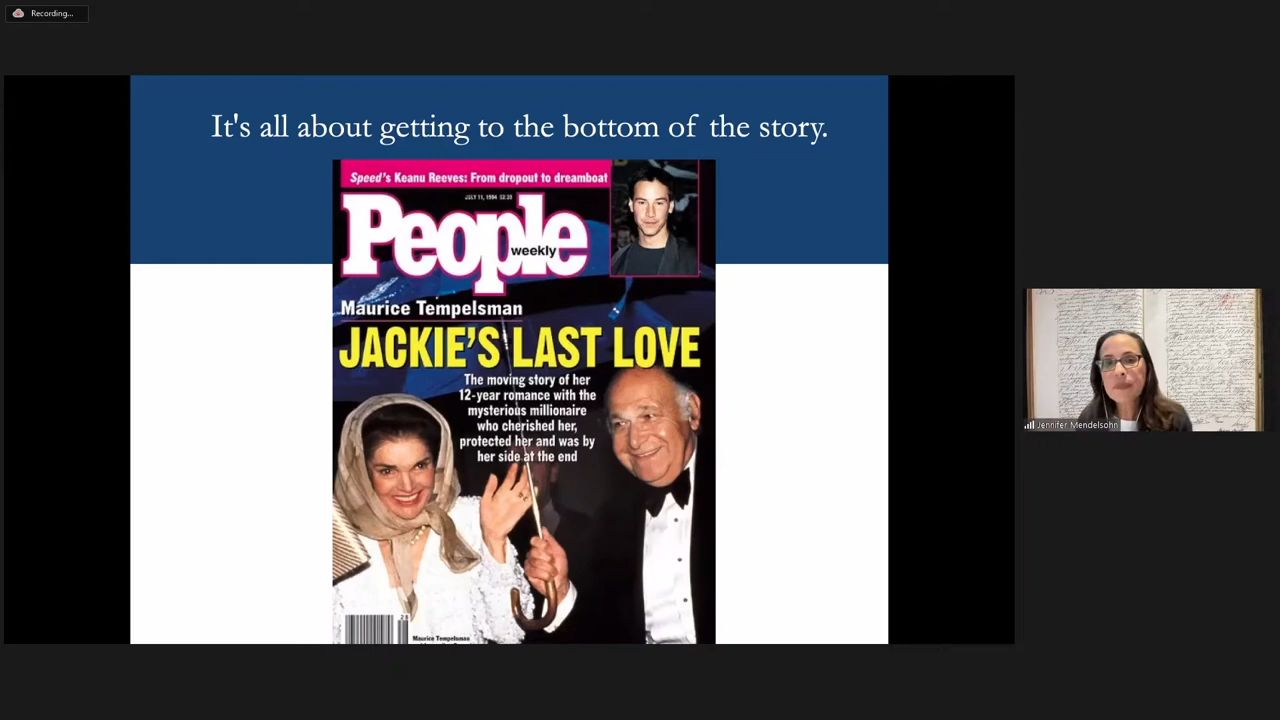 Recording...
It's all about getting to the bottom of the story.
Speed's Keanu Reeves: From dropout to dreamboat
JULY 11, 1994
People
weekly
Maurice Tempelsman
JACKIE'S LAST LOVE
The moving story of her
12-year romance with the
mysterious millionaire
who cherished her,
protected her and was by
her side at the end
28
Maurice Tempelsman
Jennifer Mendelsohn